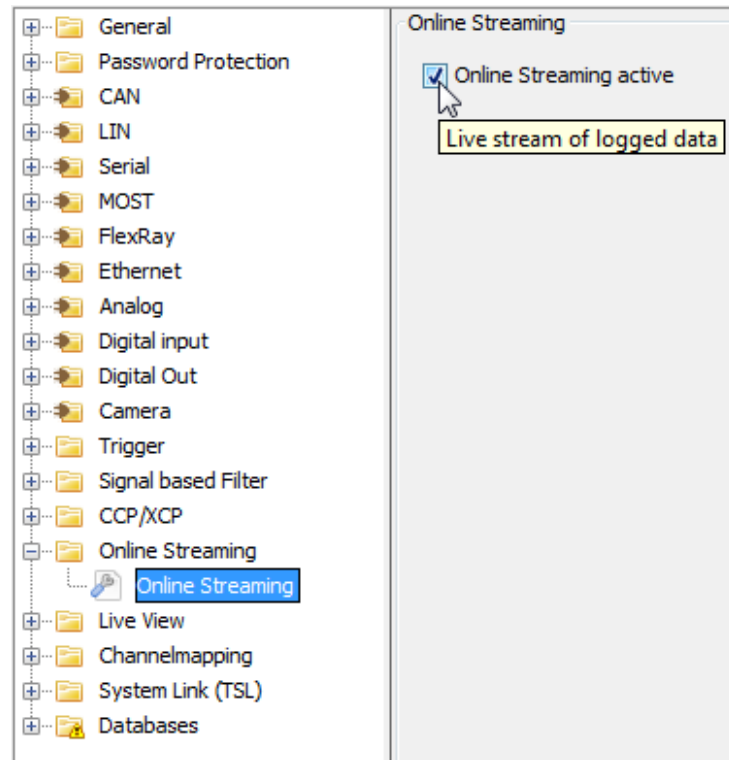 General
Password Protection
CAN
LIN
Serial
MOST
FlexRay
Ethernet
Analog
Digital input
Digital Out
Camera
Trigger
Signal based Filter
CCP/XCP
Online Streaming
Online Streaming
Live View
Channelmapping
System Link (TSL)
Databases
Online Streaming
Online Streaming active
Live stream of logged data